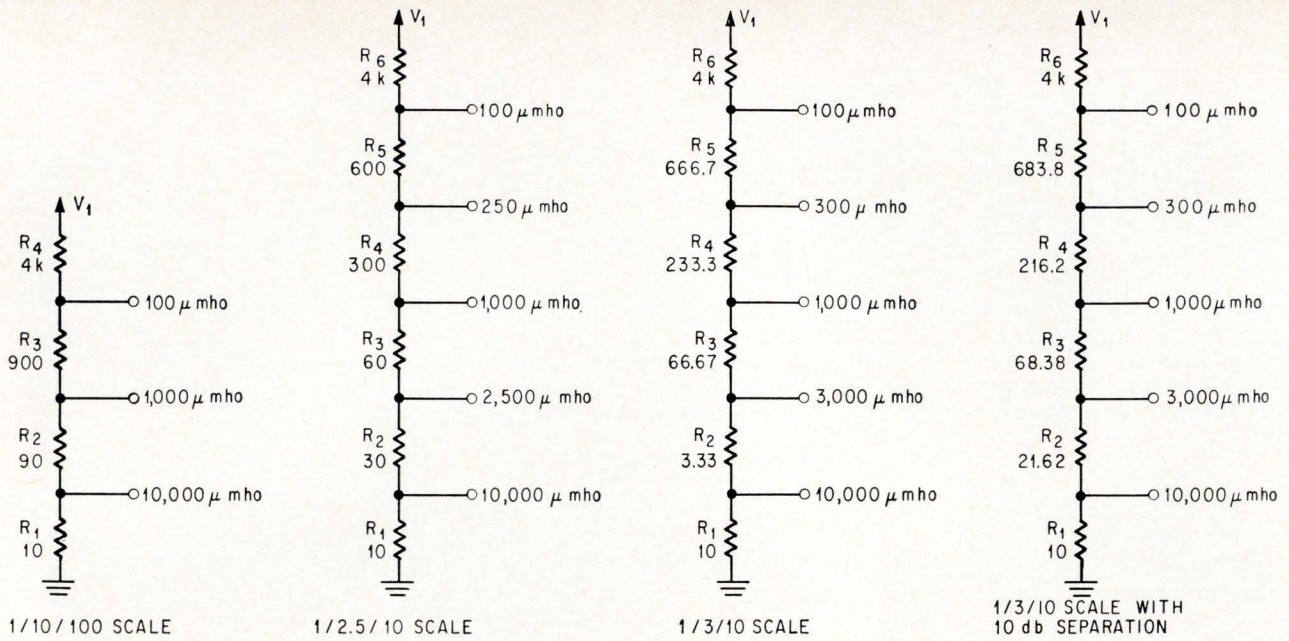 V1
R4
4k
100 μ mho
R3
900
1,000 μ mho
R2
90
10,000 μ mho
R1
10
1/10/100 SCALE
V1
R6
4k
100 μ mho
R5
600
250 μ mho
R4
300
1,000 μ mho.
R3
60
2,500 μ mho
R2
30
10,000 μ mho
R1
10
1/2.5/10 SCALE
V1
R6
4k
100 μ mho
R5
666.7
300 μ mho
R4
233.3
1,000 μ mho
R3
66.67
3,000 μ mho
R2
3.33
10,000 μ mho
R1
10
1/3/10 SCALE
V1
R6
4k
100 μ mho
R5
683.8
300 μ mho
R4
216.2
1,000 μ mho
R3
68.38
3,000 μ mho
R2
21.62
10,000 μ mho
R1
10
1/3/10 SCALE WITH
10 db SEPARATION